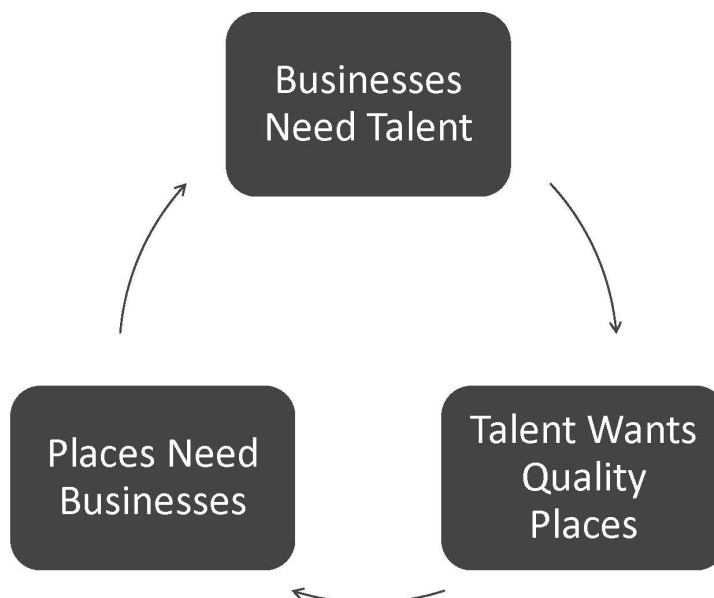 Businesses
Need Talent
Places Need
Businesses
Talent Wants
Quality
Places